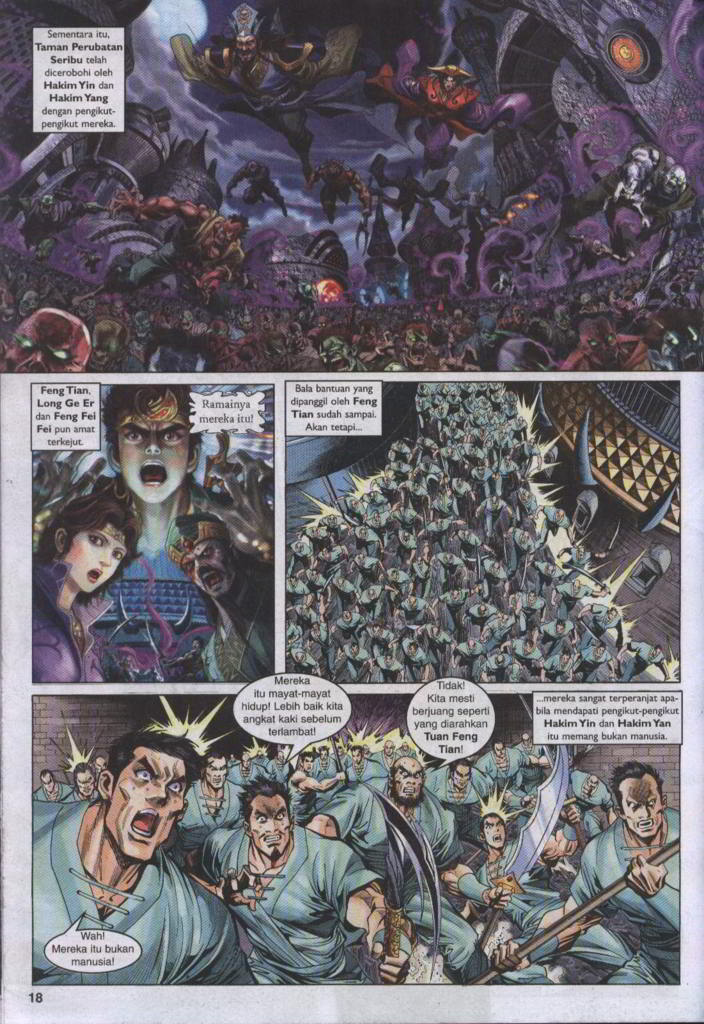 Sementara itu,
Taman Perubatan
Seribu telah
dicerobohi oleh
Hakim Yin dan
Hakim Yang
dengan pengikut-
pengikut mereka.
Feng Tian,
Long Ge Er
dan Feng Fei
Fei pun amat
terkejut.
Ramainya
mereka itu!
Bala bantuan yang
dipanggil oleh Feng
Tian sudah sampai.
Akan tetapi...
Mereka
itu mayat-mayat
hidup! Lebih baik kita
angkat kaki sebelum
terlambat!
Tidak!
Kita mesti
berjuang seperti
yang diarahkan
Tuan Feng
Tian!
...mereka sangat terperanjat apa-
bila mendapati pengikut-pengikut
Hakim Yin dan Hakim Yan
itu memang bukan manusia.
Wah!
Mereka itu bukan
manusia!
18